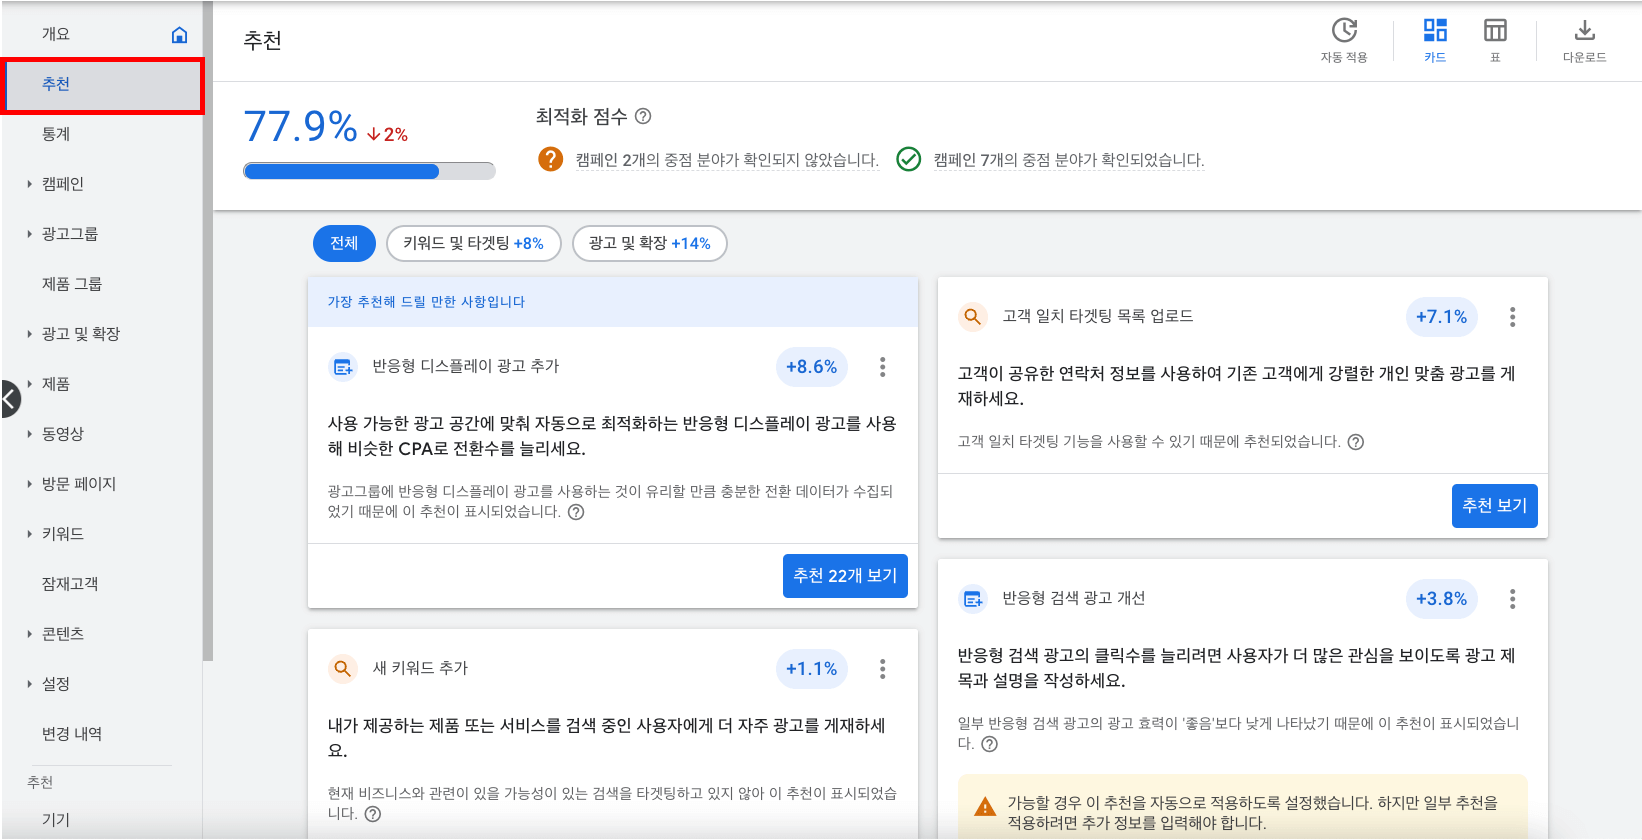 개요
추천
통계
캠페인
광고그룹
제품 그룹
광고 및 확장
제품
동영상
방문 페이지
키워드
잠재고객
콘텐츠
설정
변경 내역
추천
기기
추천
자동 적용
카드
표
다운로드
77.9% ↓2%
최적화 점수
캠페인 2개의 중점 분야가 확인되지 않았습니다.
캠페인 7개의 중점 분야가 확인되었습니다.
전체
키워드 및 타겟팅 +8%
광고 및 확장 +14%
가장 추천해 드릴 만한 사항입니다
반응형 디스플레이 광고 추가
+8.6%
사용 가능한 광고 공간에 맞춰 자동으로 최적화하는 반응형 디스플레이 광고를 사용
해 비슷한 CPA로 전환수를 늘리세요.
광고그룹에 반응형 디스플레이 광고를 사용하는 것이 유리할 만큼 충분한 전환 데이터가 수집되
었기 때문에 이 추천이 표시되었습니다.
추천 22개 보기
고객 일치 타겟팅 목록 업로드
+7.1%
고객이 공유한 연락처 정보를 사용하여 기존 고객에게 강렬한 개인 맞춤 광고를 게
재하세요.
고객 일치 타겟팅 기능을 사용할 수 있기 때문에 추천되었습니다.
추천 보기
새 키워드 추가
+1.1%
내가 제공하는 제품 또는 서비스를 검색 중인 사용자에게 더 자주 광고를 게재하세
요.
현재 비즈니스와 관련이 있을 가능성이 있는 검색을 타겟팅하고 있지 않아 이 추천이 표시되었습
니다.
반응형 검색 광고 개선
+3.8%
반응형 검색 광고의 클릭수를 늘리려면 사용자가 더 많은 관심을 보이도록 광고 제
목과 설명을 작성하세요.
일부 반응형 검색 광고의 광고 효력이 '좋음'보다 낮게 나타났기 때문에 이 추천이 표시되었습니
다.
가능할 경우 이 추천을 자동으로 적용하도록 설정했습니다. 하지만 일부 추천을
적용하려면 추가 정보를 입력해야 합니다.